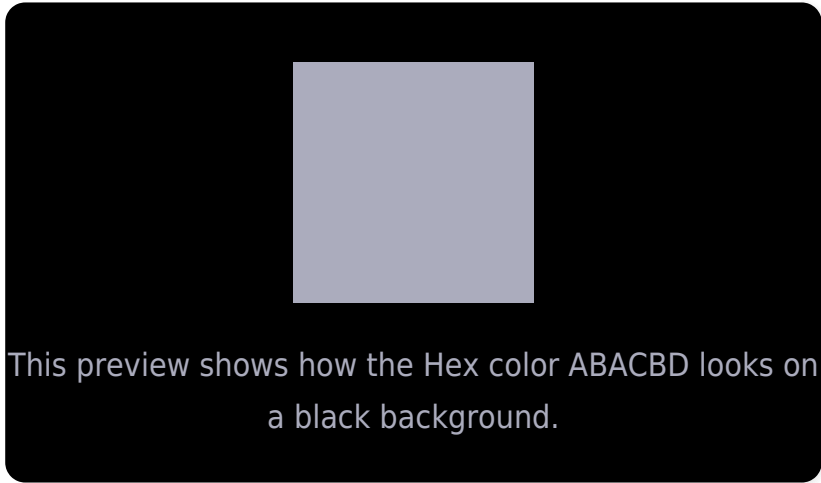 This preview shows how the Hex color ABACBD looks on
a black background.